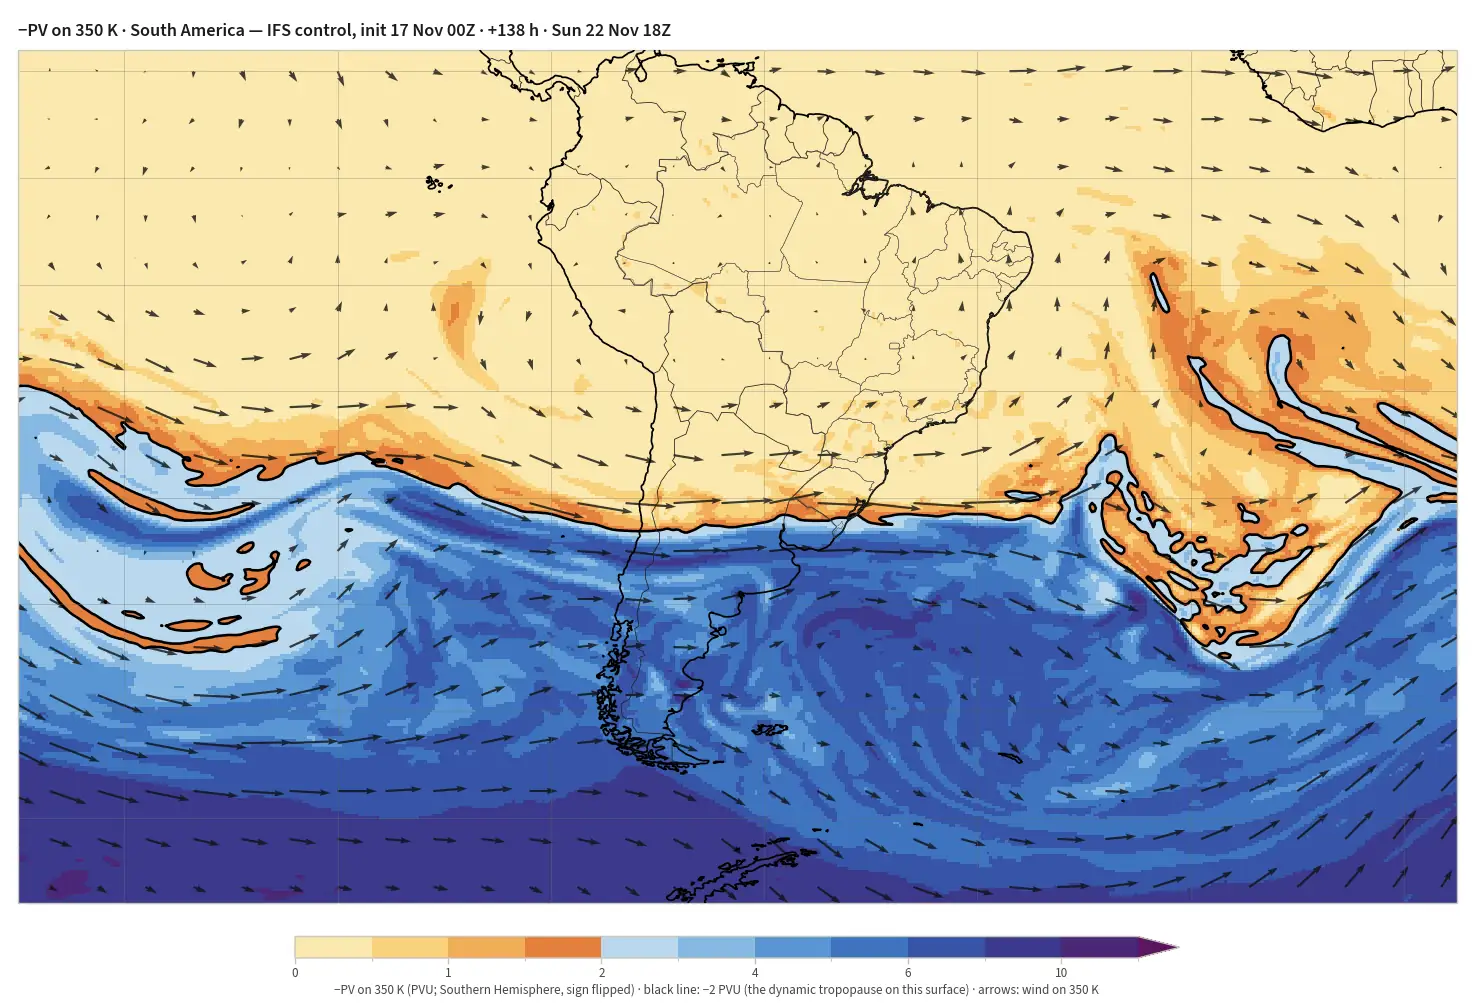 −PV on 350 K · South America — IFS control, init 17 Nov 00Z · +138 h · Sun 22 Nov 18Z
0 1 2 4 6 10
−PV on 350 K (PVU; Southern Hemisphere, sign flipped) · black line: −2 PVU (the dynamic tropopause on this surface) · arrows: wind on 350 K